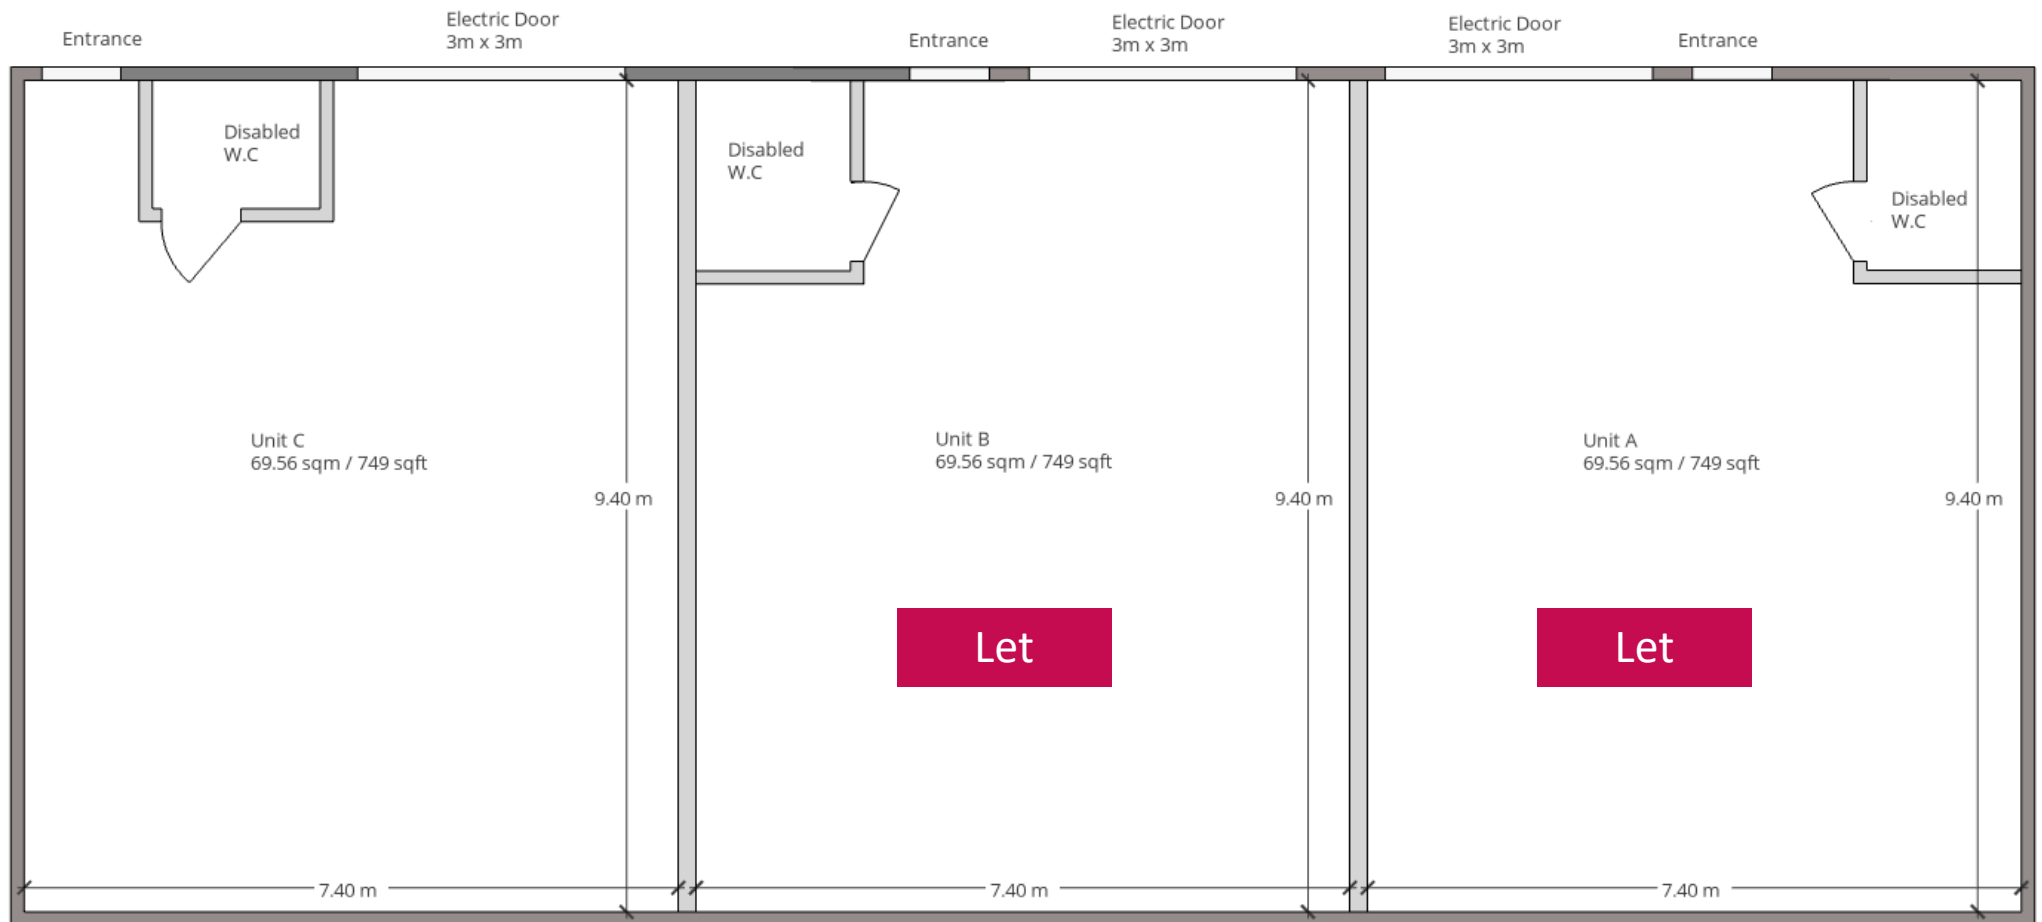 Entrance
Electric Door
3m x 3m
Entrance
Electric Door
3m x 3m
Electric Door
3m x 3m
Entrance
Disabled
W.C
Disabled
W.C
Disabled
W.C
Unit C
69.56 sqm / 749 sqft
Unit B
69.56 sqm / 749 sqft
Unit A
69.56 sqm / 749 sqft
9.40 m
9.40 m
9.40 m
Let
Let
7.40 m
7.40 m
7.40 m